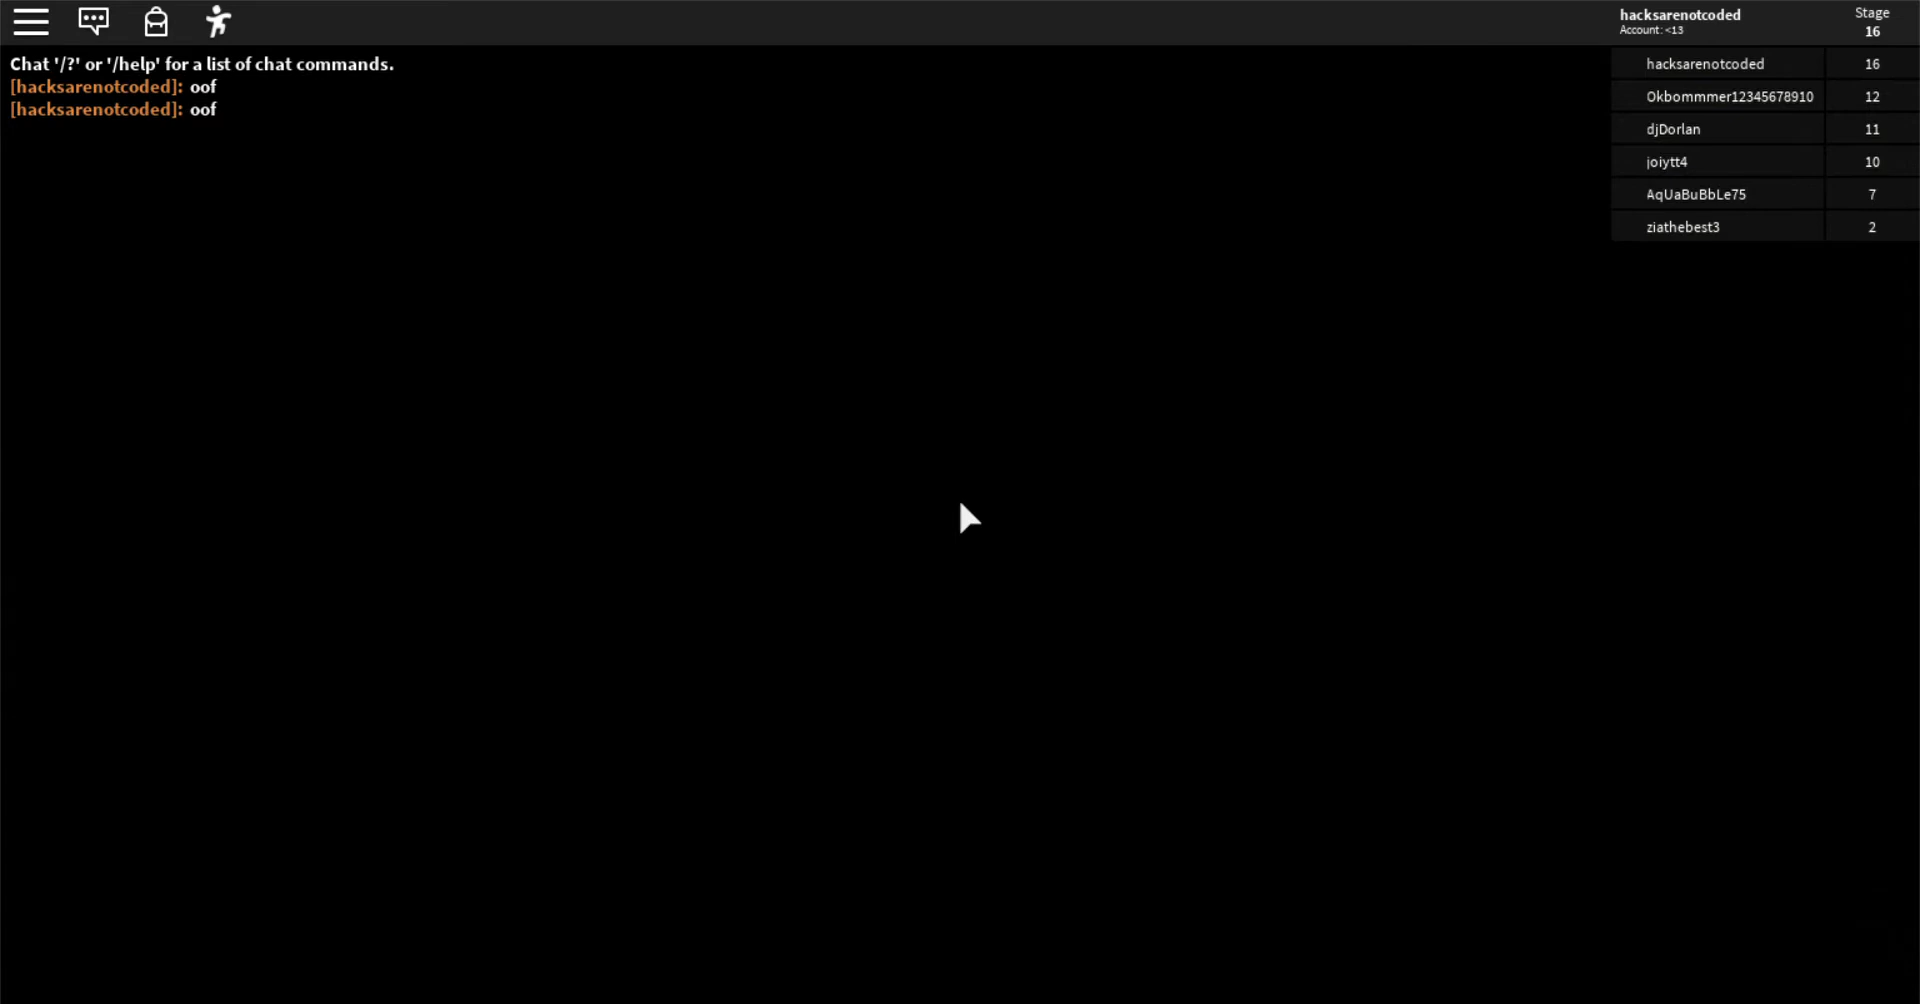 hacksarenotcoded
Account: <13
Stage
16
Chat '/?' or '/help' for a list of chat commands.
[hacksarenotcoded]: oof
[hacksarenotcoded]: oof
hacksarenotcoded 16
Okbommmer12345678910 12
djDorlan 11
joiytt4 10
AqUaBuBbLe75 7
ziathebest3 2